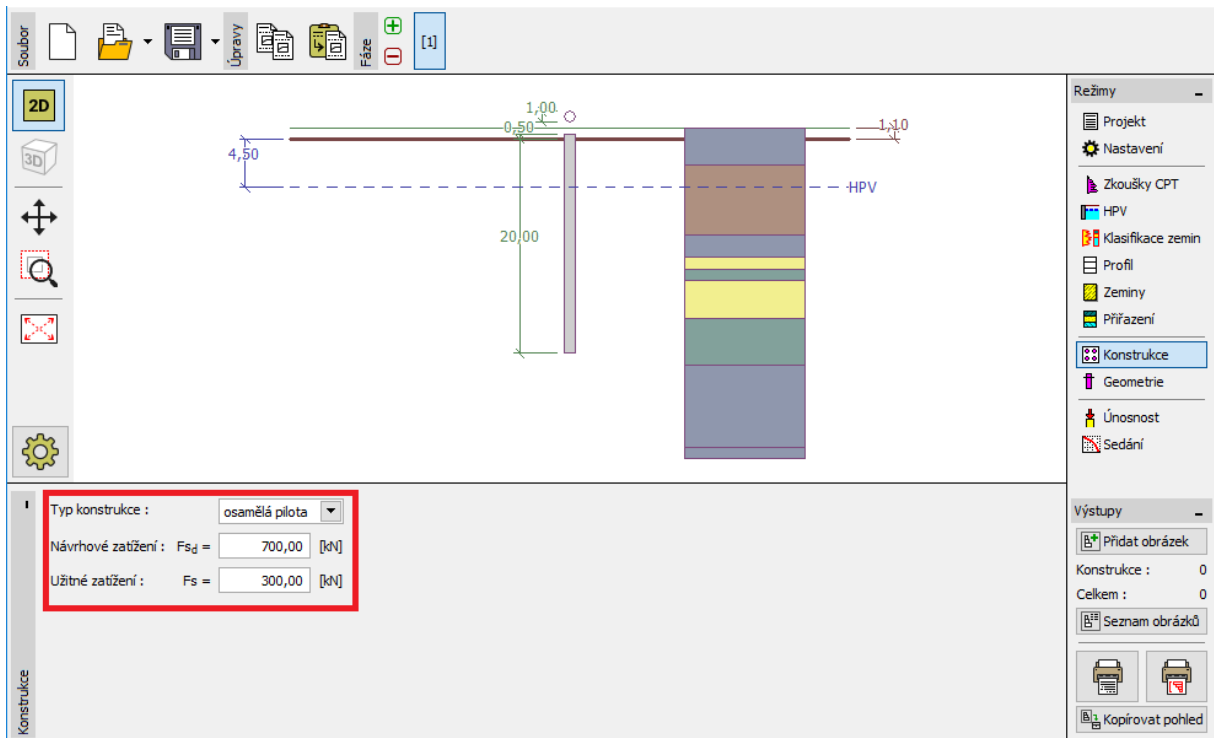 Soubor
Úpravy
Fáze
[1]
2D
3D
1,00
0,50
1,10
4,50
HPV
20,00
Režimy
Projekt
Nastavení
Zkoušky CPT
HPV
Klasifikace zemin
Profil
Zeminy
Přiřazení
Konstrukce
Geometrie
Únosnost
Sedání
Konstrukce
Typ konstrukce : osamělá pilota
Návrhové zatížení : Fsd = 700,00 [kN]
Užitné zatížení : Fs = 300,00 [kN]
Výstupy
Přidat obrázek
Konstrukce : 0
Celkem : 0
Seznam obrázků
Kopírovat pohled